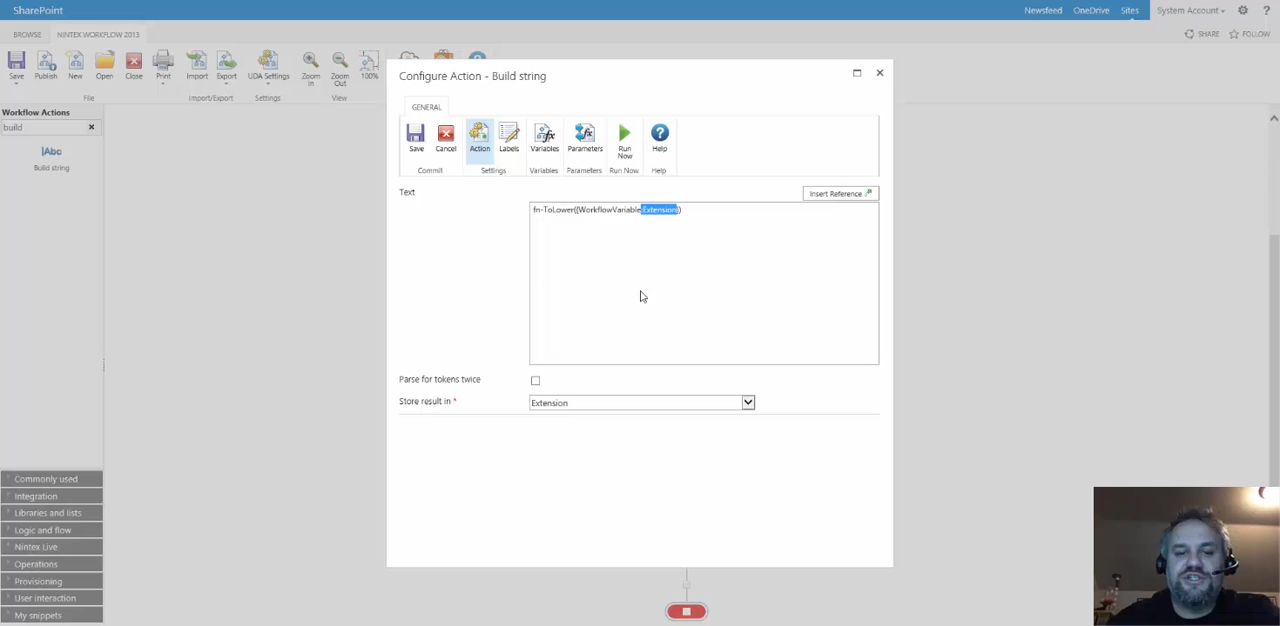 SharePoint
Newsfeed OneDrive Sites System Account ?
BROWSE NINTEX WORKFLOW 2013
SHARE FOLLOW
Save Publish New Open Close Print Import Export UDA Settings Zoom In Zoom Out 100%
File Import/Export Settings View
Workflow Actions
build
Abc
Build string
Configure Action - Build string
GENERAL
Save Cancel Action Labels Variables Parameters Run Now Help
Commit Settings Variables Parameters Run Now Help
Text
Insert Reference
fn-ToLower({WorkflowVariable:Extension})
Parse for tokens twice
Store result in *
Extension
Commonly used
Integration
Libraries and lists
Logic and flow
Nintex Live
Operations
Provisioning
User interaction
My snippets